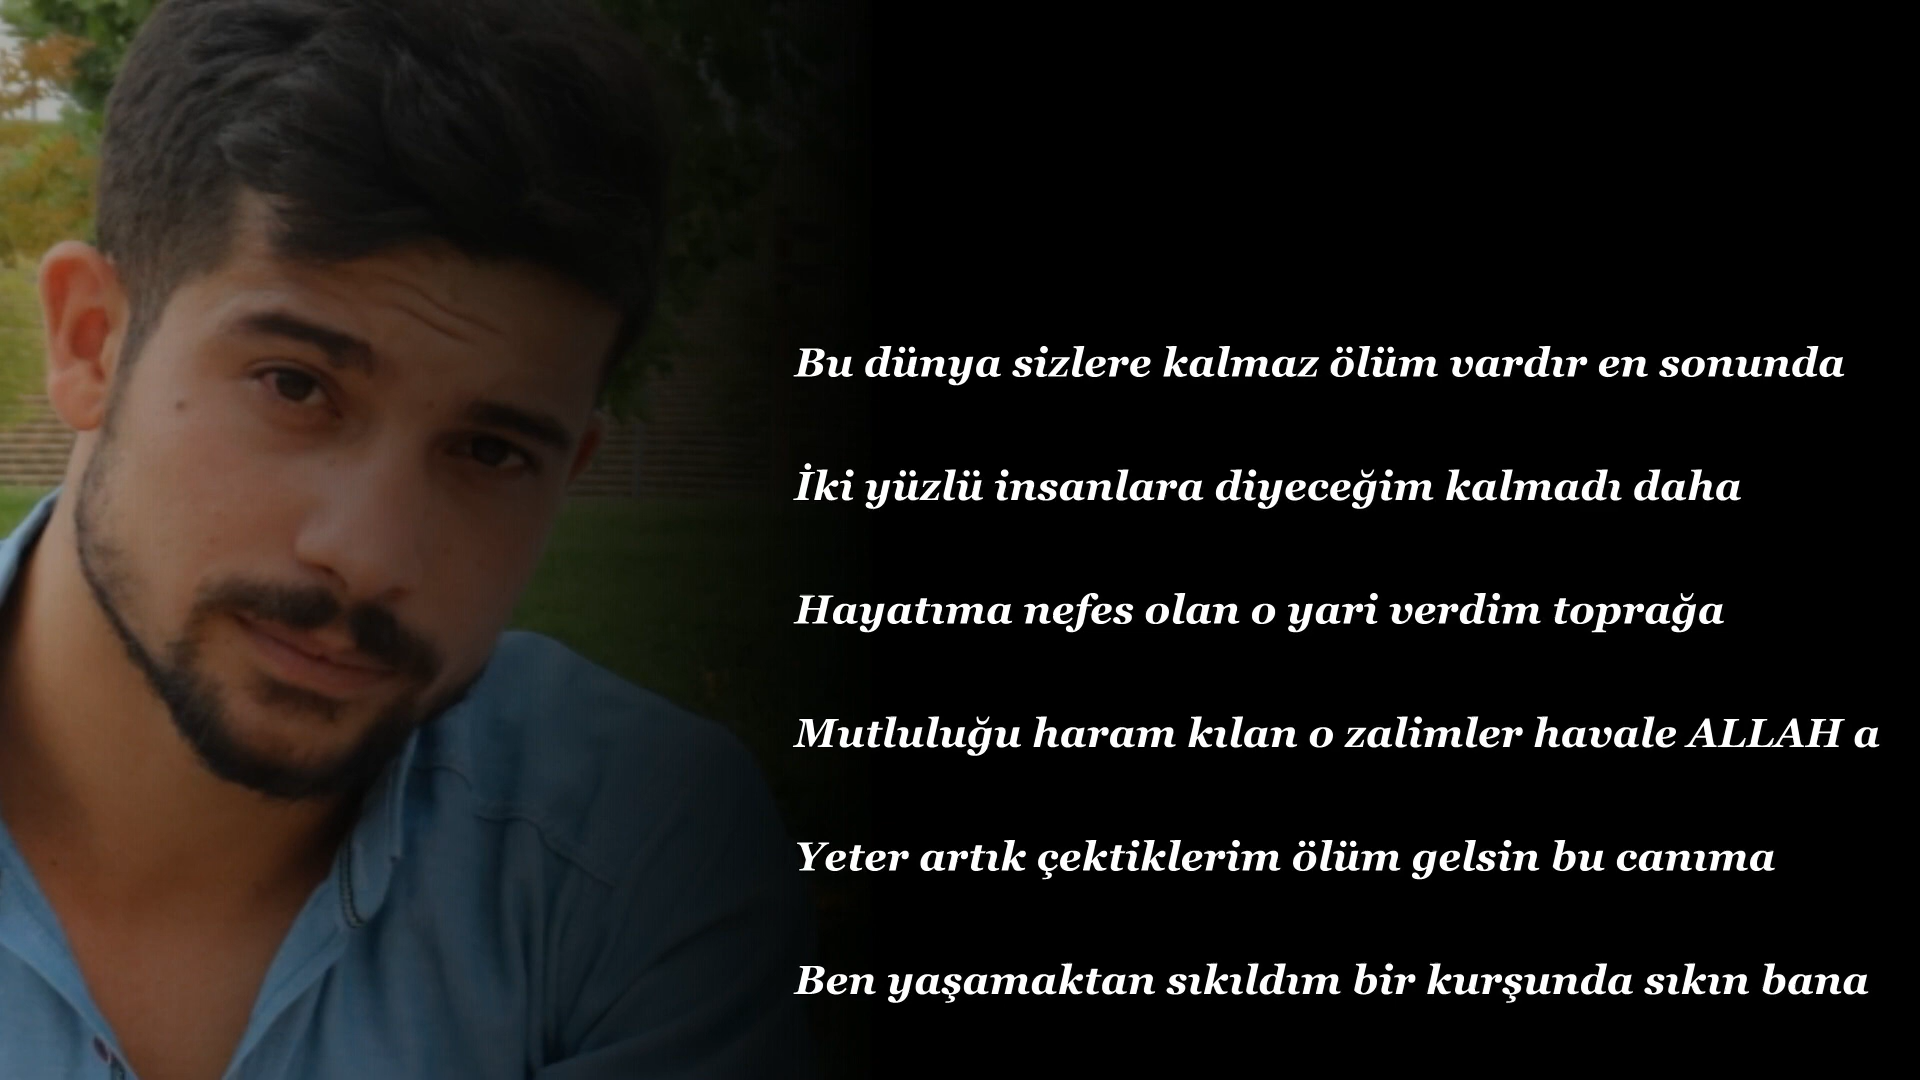 Bu dünya sizlere kalmaz ölüm vardır en sonunda
İki yüzlü insanlara diyeceğim kalmadı daha
Hayatıma nefes olan o yari verdim toprağa
Mutluluğu haram kılan o zalimler havale ALLAH a
Yeter artık çektiklerim ölüm gelsin bu canıma
Ben yaşamaktan sıkıldım bir kurşunda sıkın bana